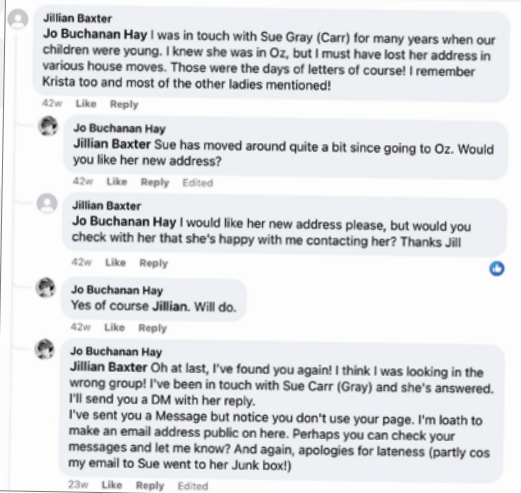 Jillian Baxter
Jo Buchanan Hay I was in touch with Sue Gray (Carr) for many years when our
children were young. I knew she was in Oz, but I must have lost her address in
various house moves. Those were the days of letters of course! I remember
Krista too and most of the other ladies mentioned!
42w Like Reply
Jo Buchanan Hay
Jillian Baxter Sue has moved around quite a bit since going to Oz. Would
you like her new address?
42w Like Reply Edited
Jillian Baxter
Jo Buchanan Hay I would like her new address please, but would you
check with her that she's happy with me contacting her? Thanks Jill
42w Like Reply
Jo Buchanan Hay
Yes of course Jillian. Will do.
42w Like Reply
Jo Buchanan Hay
Jillian Baxter Oh at last, I've found you again! I think I was looking in the
wrong group! I've been in touch with Sue Carr (Gray) and she's answered.
I'll send you a DM with her reply.
I've sent you a Message but notice you don't use your page. I'm loath to
make an email address public on here. Perhaps you can check your
messages and let me know? And again, apologies for lateness (partly cos
my email to Sue went to her Junk box!)
23w Like Reply Edited